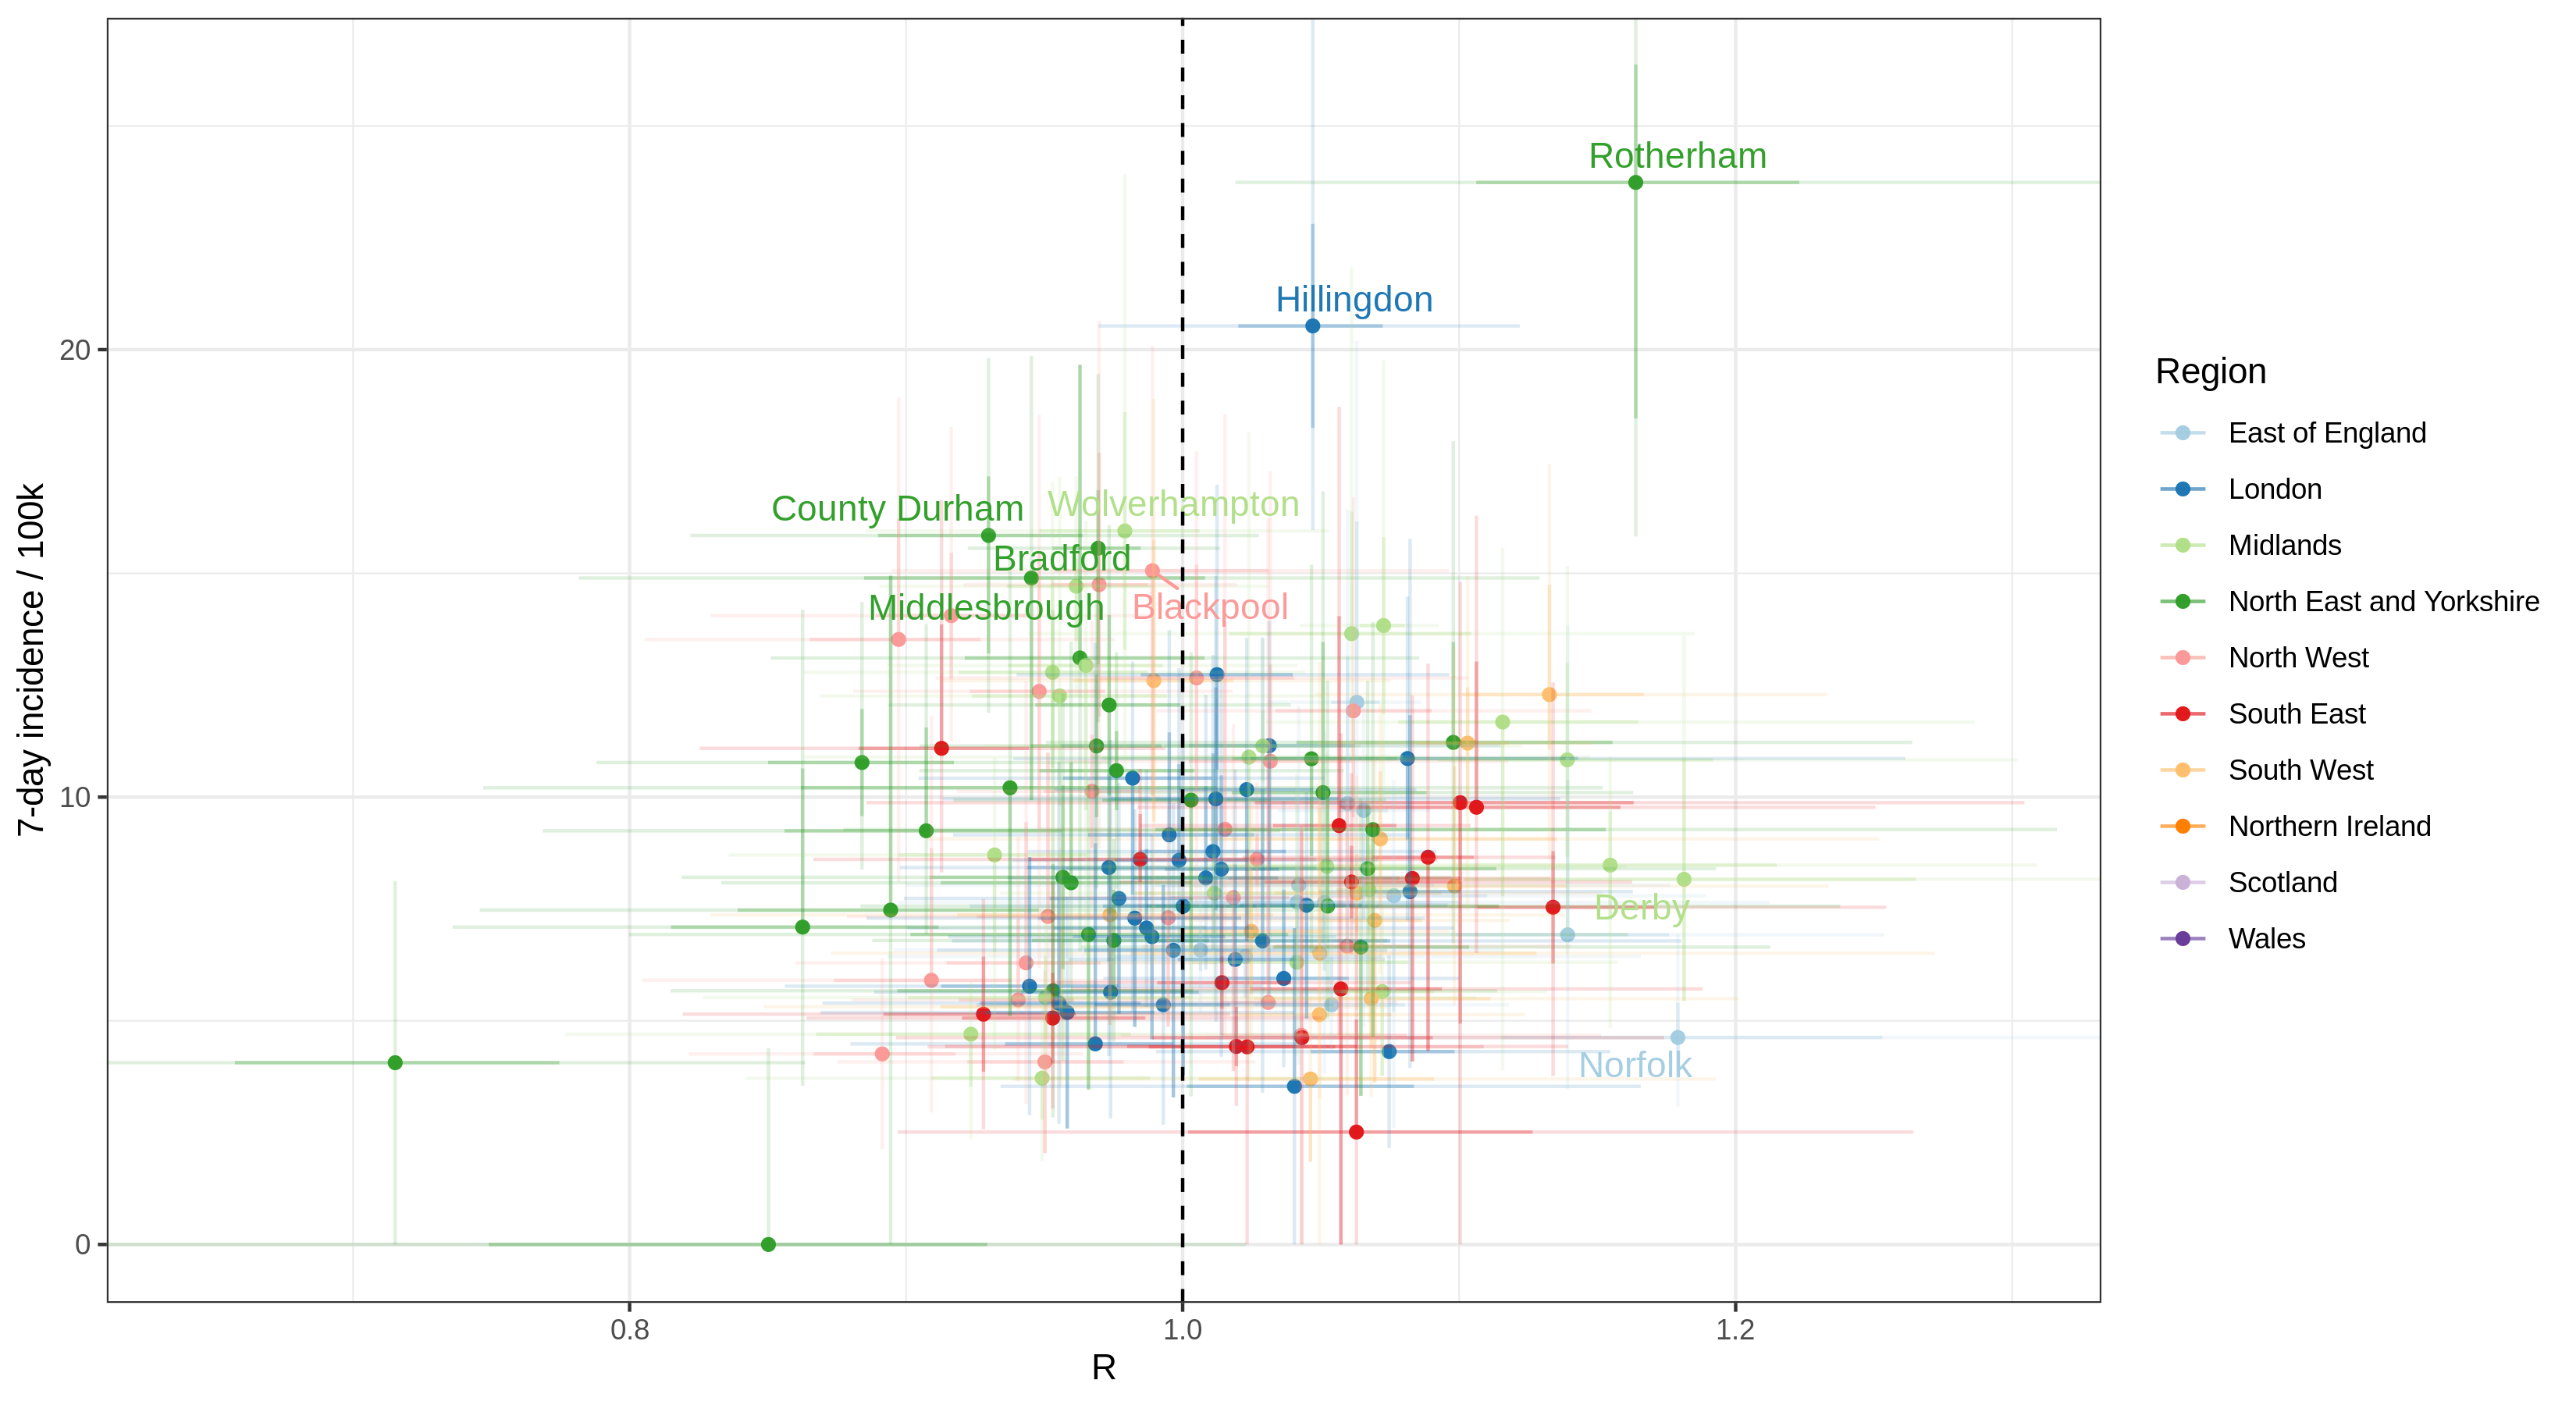 Rotherham
Hillingdon
County Durham
Wolverhampton
Bradford
Middlesbrough
Blackpool
Derby
Norfolk
20
10
0
7-day incidence / 100k
0.8
1.0
1.2
R
Region
East of England
London
Midlands
North East and Yorkshire
North West
South East
South West
Northern Ireland
Scotland
Wales